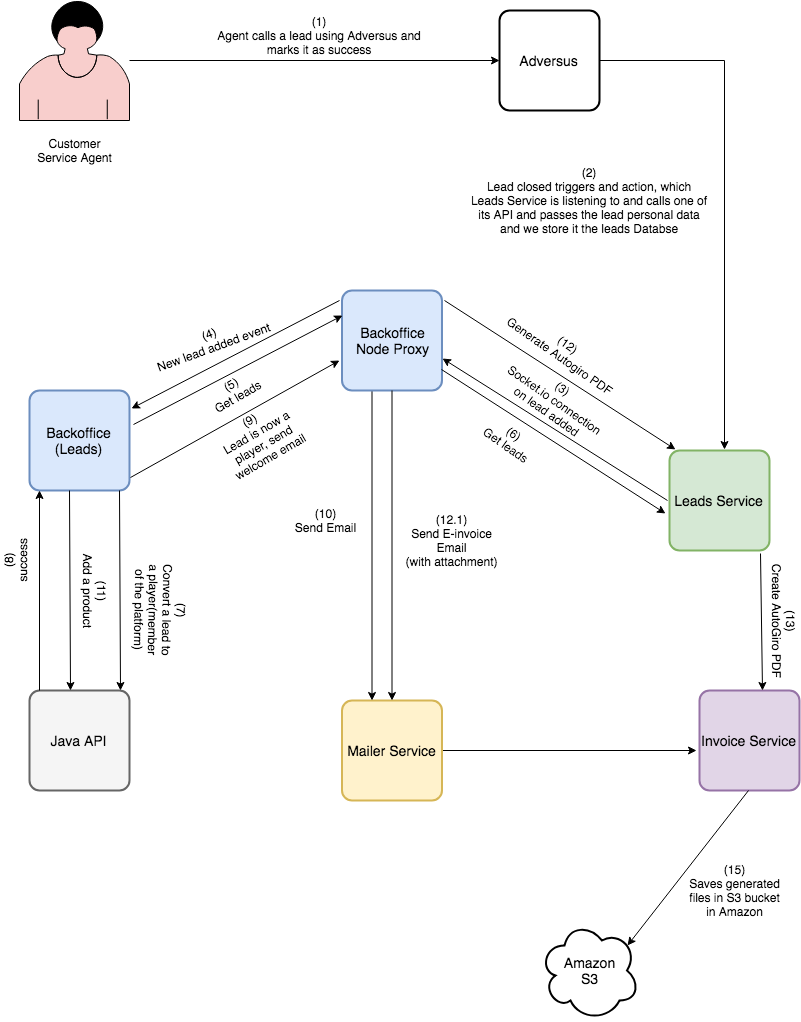 (1)
Agent calls a lead using Adversus and
marks it as success
Adversus
Customer
Service Agent
(2)
Lead closed triggers and action, which
Leads Service is listening to and calls one of
its API and passes the lead personal data
and we store it the leads Databse
Backoffice
Node Proxy
(4)
New lead added event
(5)
Get leads
(9)
Lead is now a
player, send
welcome email
(12)
Generate Autogiro PDF
(3)
Socket.io connection
on lead added
(6)
Get leads
Backoffice
(Leads)
Leads Service
(10)
Send Email
(12.1)
Send E-invoice
Email
(with attachment)
(8)
success
(11)
Add a product
(7)
Convert a lead to
a player(member
of the platform)
(13)
Create AutoGiro PDF
Java API
Mailer Service
Invoice Service
(15)
Saves generated
files in S3 bucket
in Amazon
Amazon
S3